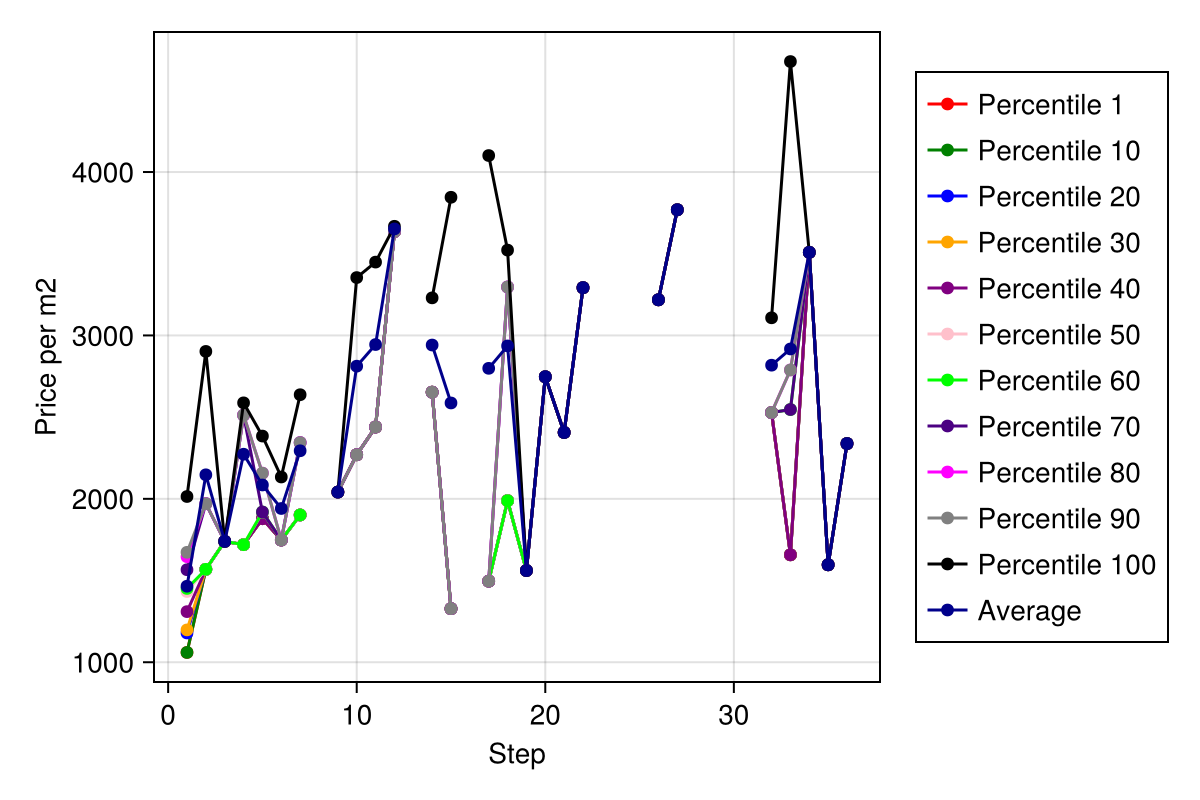 4000
3000
2000
1000
Price per m2
0
10
20
30
Step
Percentile 1
Percentile 10
Percentile 20
Percentile 30
Percentile 40
Percentile 50
Percentile 60
Percentile 70
Percentile 80
Percentile 90
Percentile 100
Average